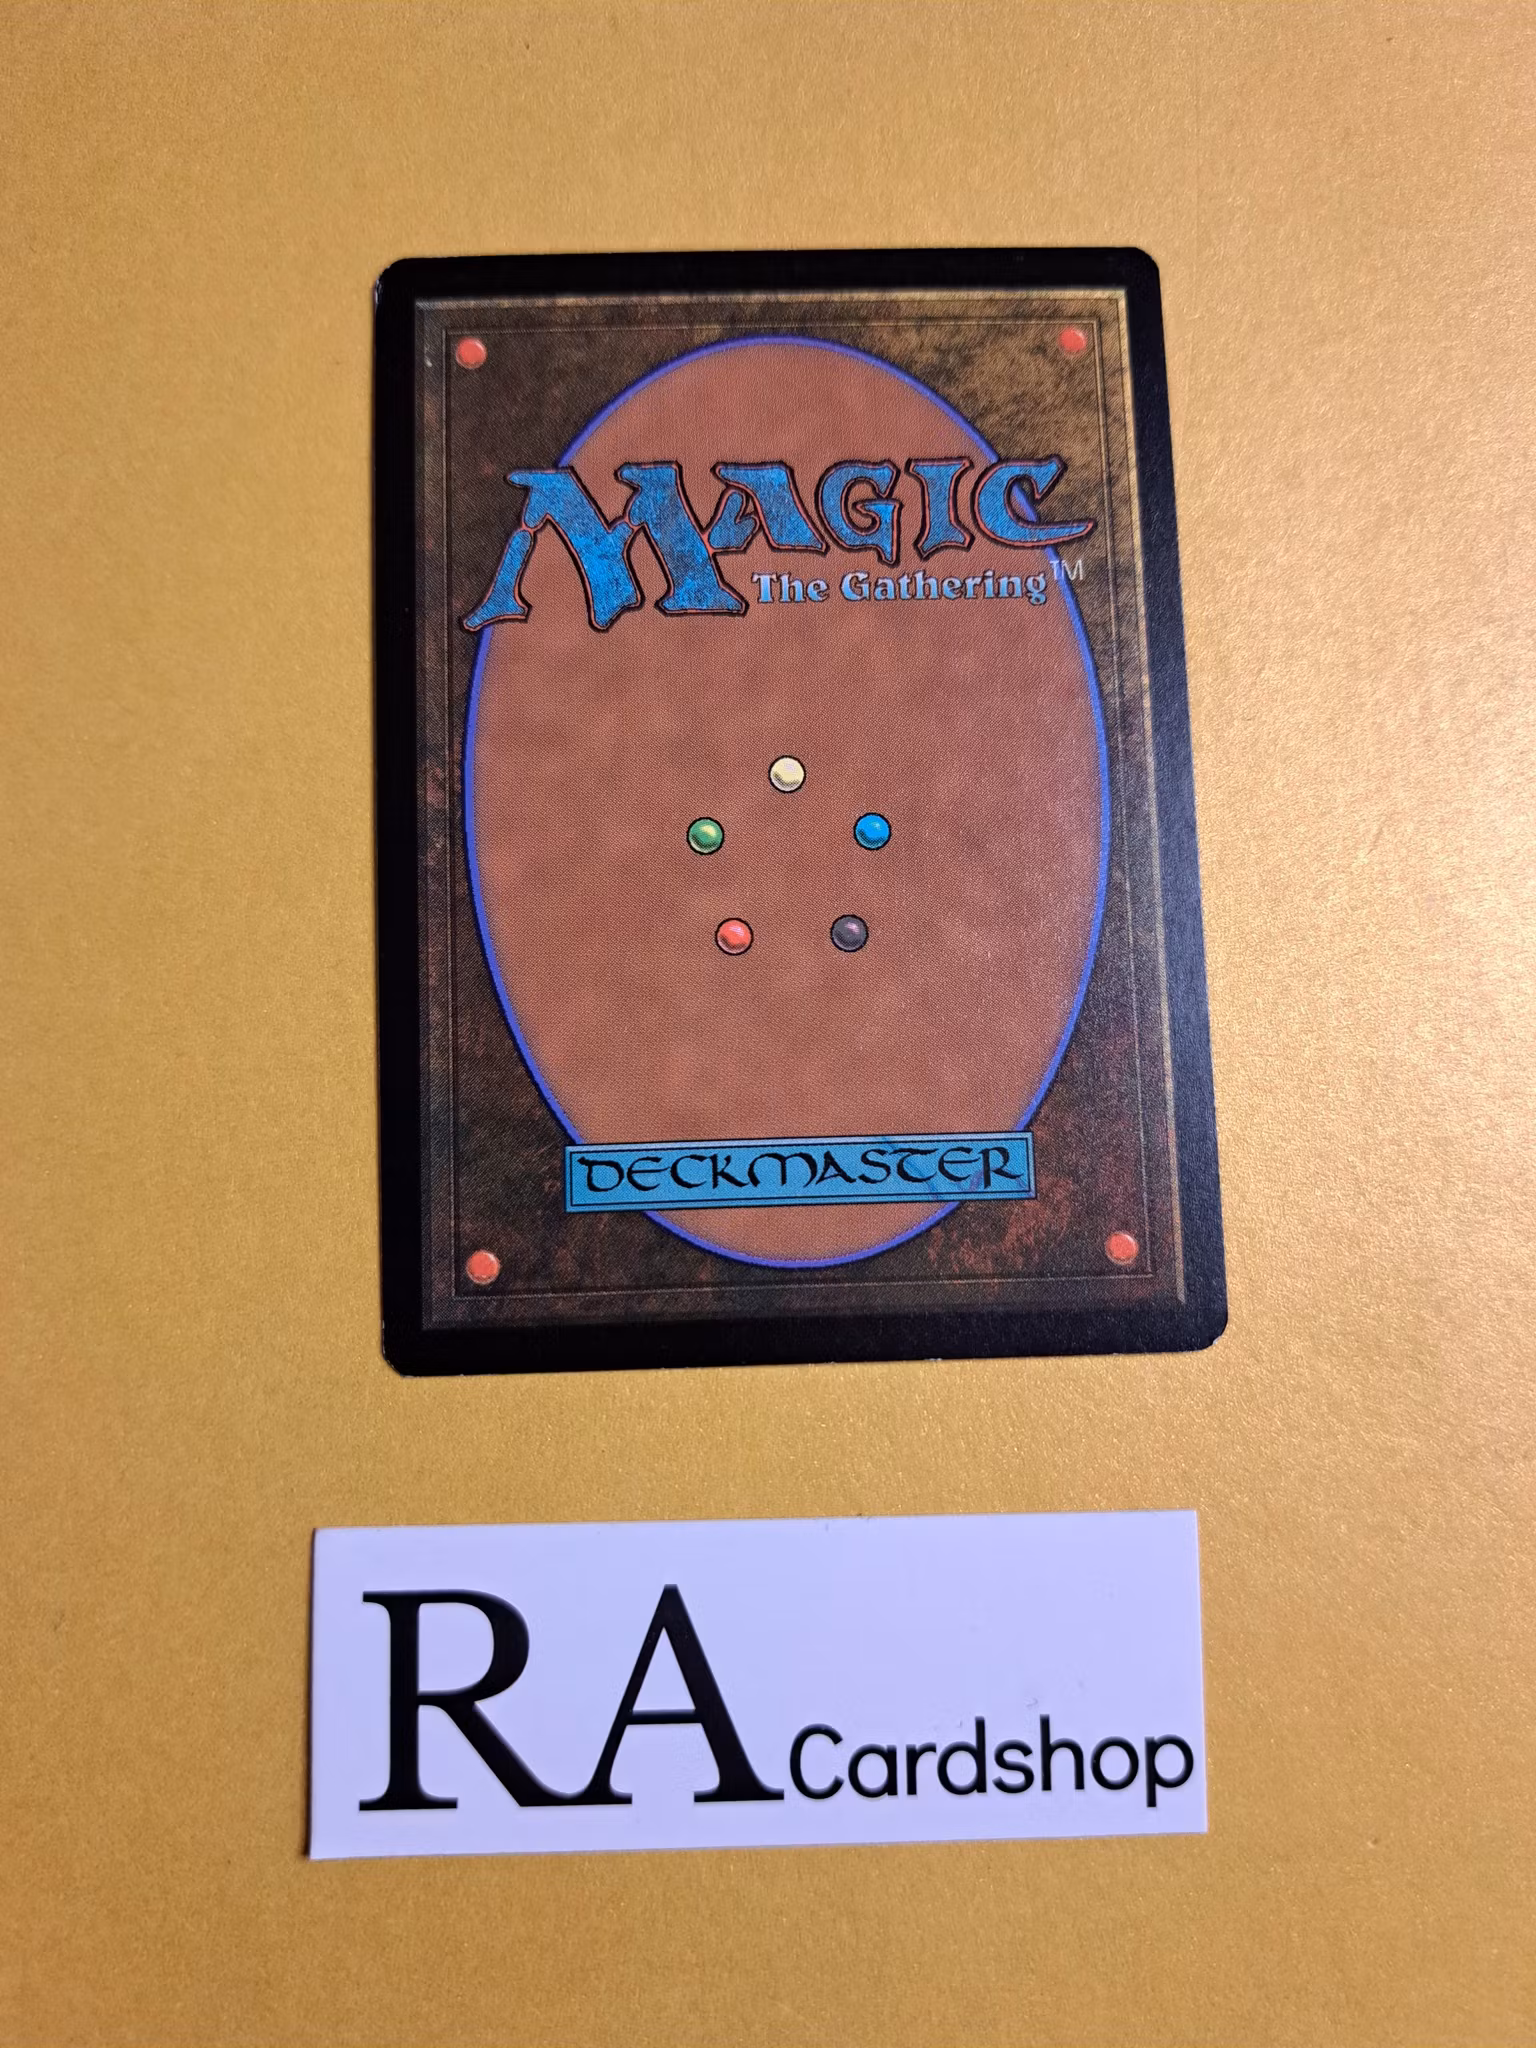 MAGIC
The Gathering™
DECKMASTER
RA Cardshop